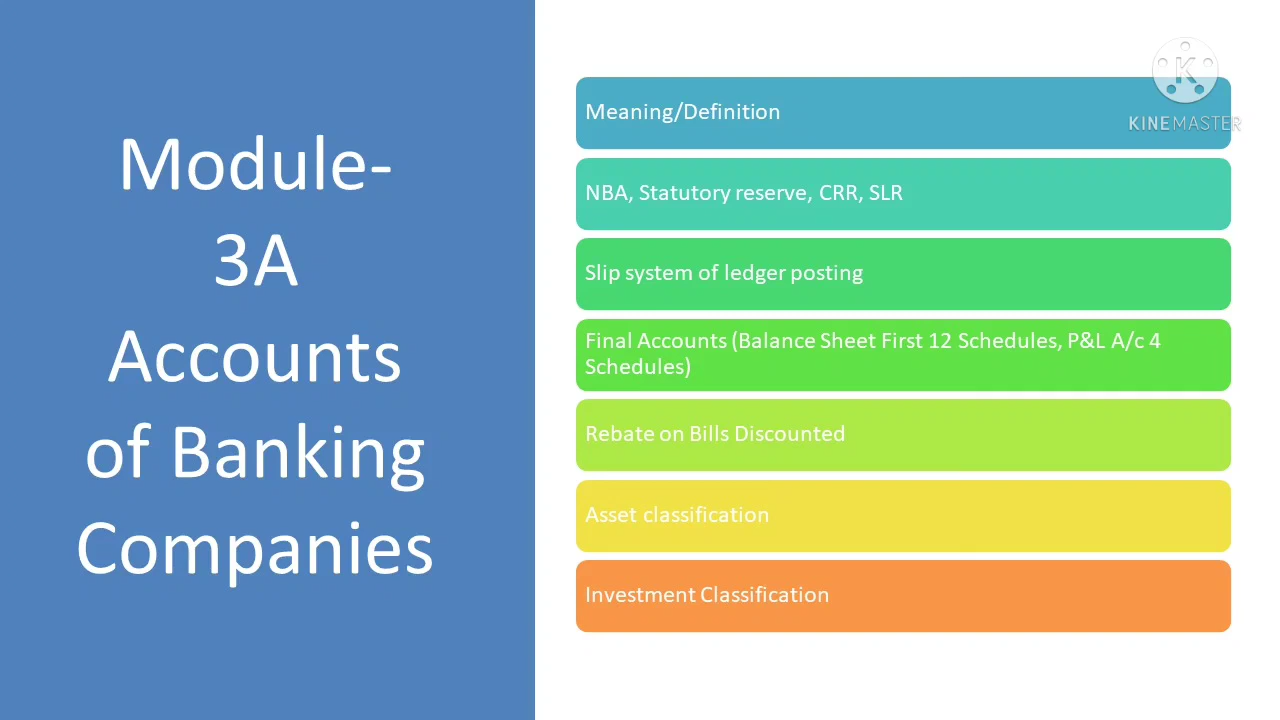 Module-
3A
Accounts
of Banking
Companies
K
KINEMASTER
Meaning/Definition
NBA, Statutory reserve, CRR, SLR
Slip system of ledger posting
Final Accounts (Balance Sheet First 12 Schedules, P&L A/c 4
Schedules)
Rebate on Bills Discounted
Asset classification
Investment Classification